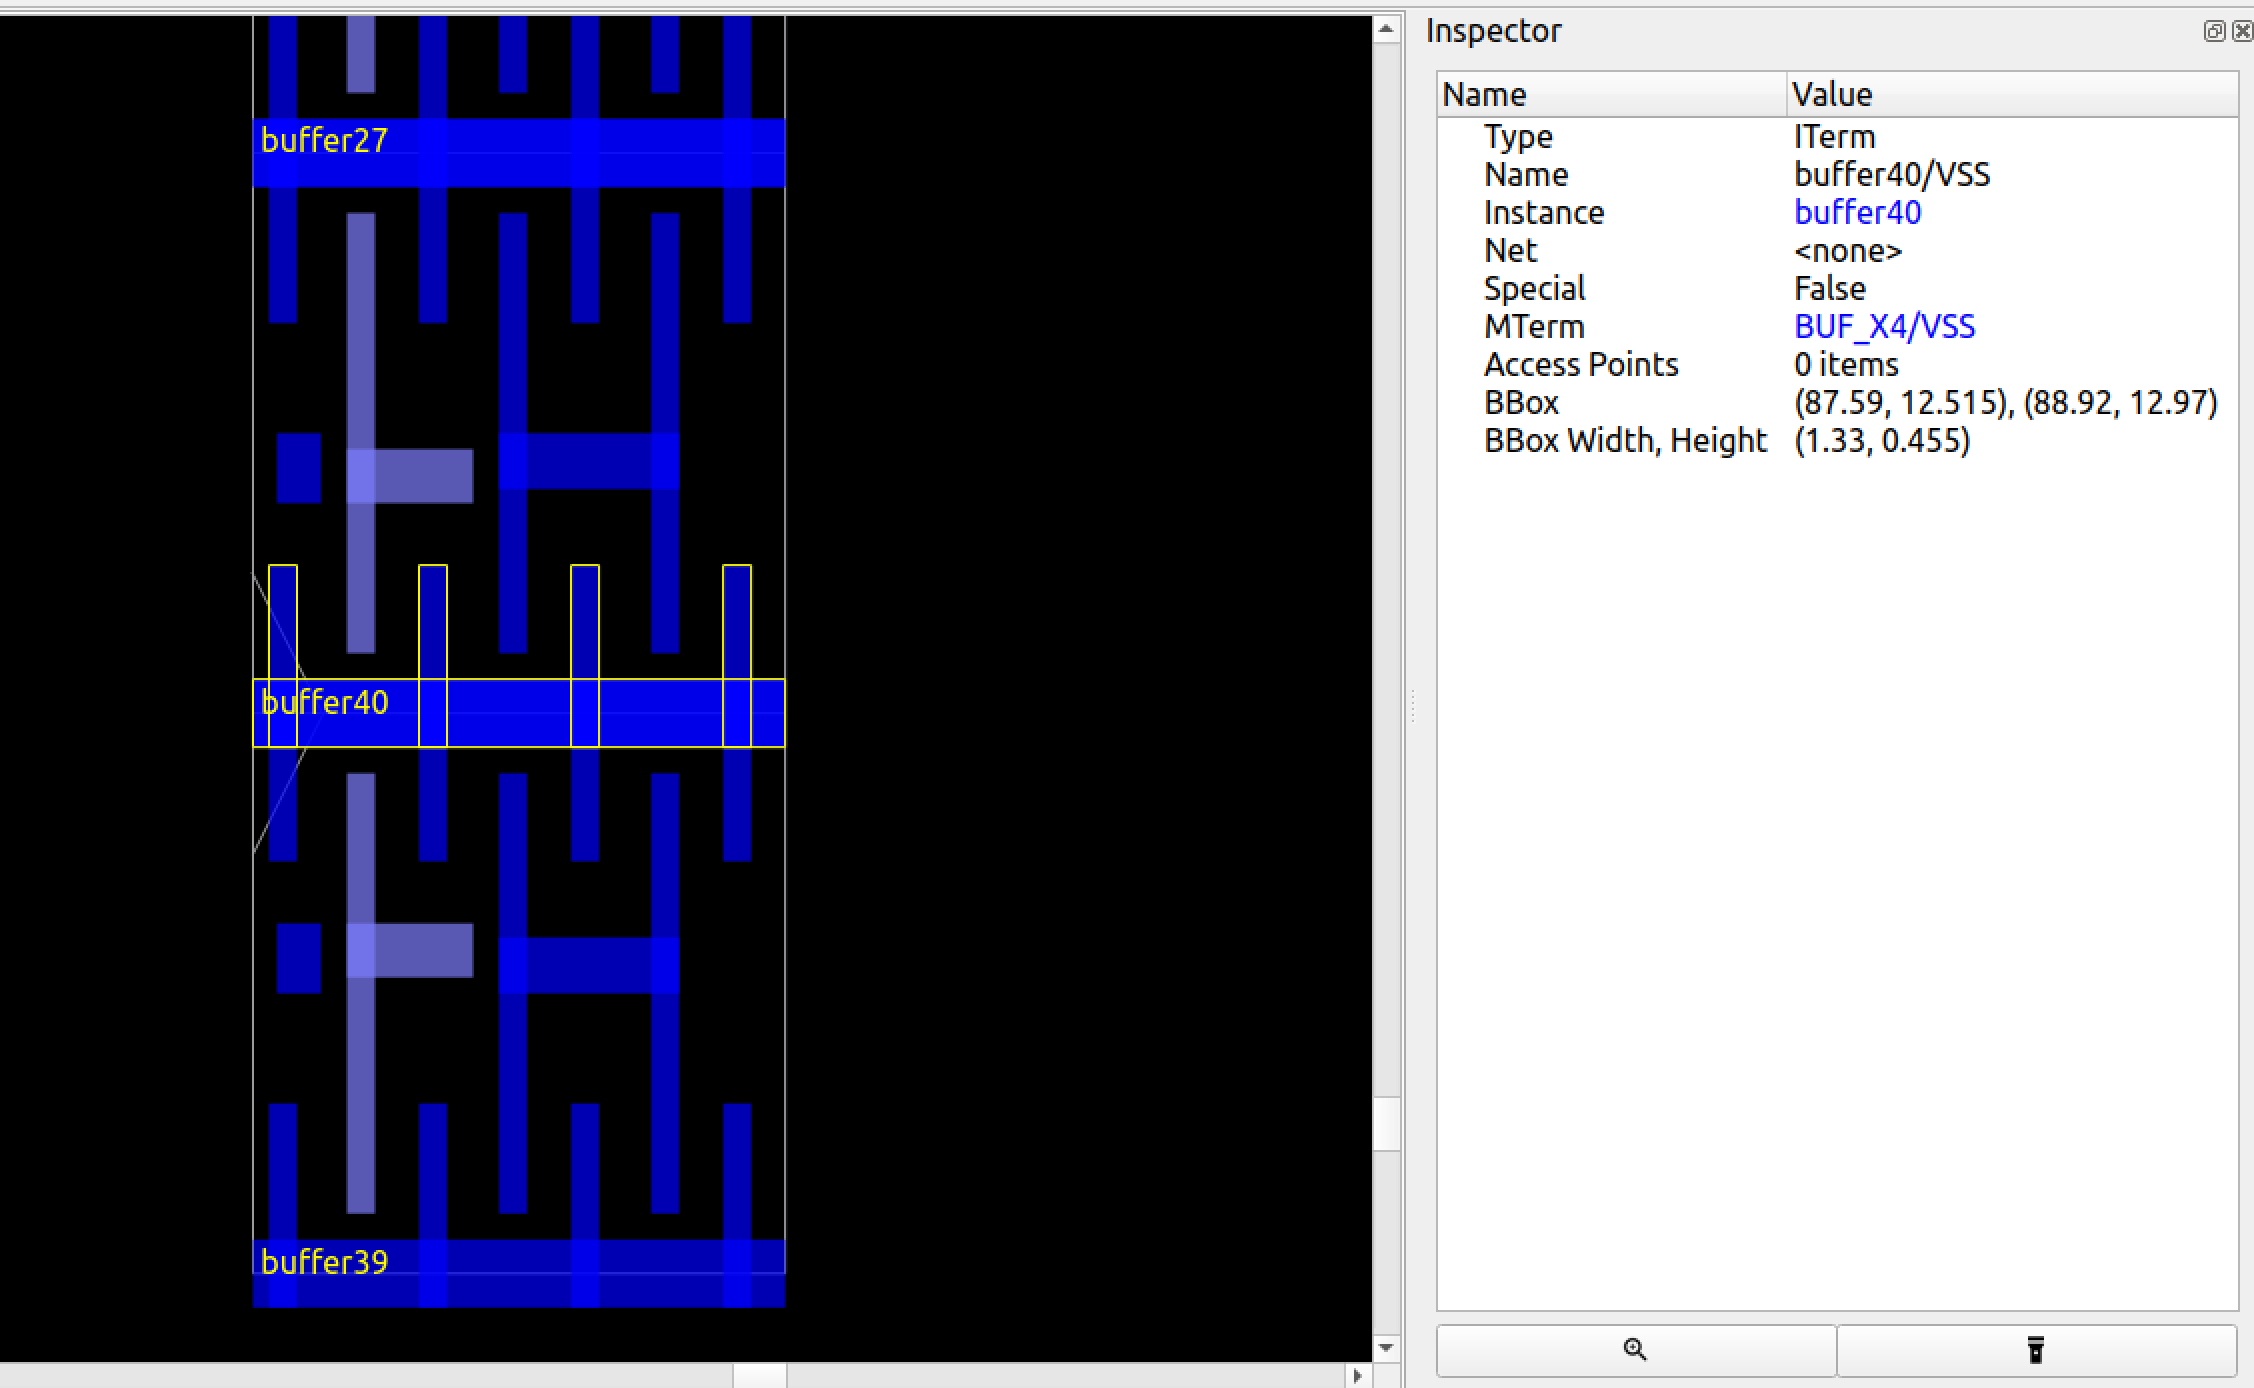 buffer27
buffer40
buffer39
Inspector
Name Value
Type ITerm
Name buffer40/VSS
Instance buffer40
Net <none>
Special False
MTerm BUF_X4/VSS
Access Points 0 items
BBox (87.59, 12.515), (88.92, 12.97)
BBox Width, Height (1.33, 0.455)